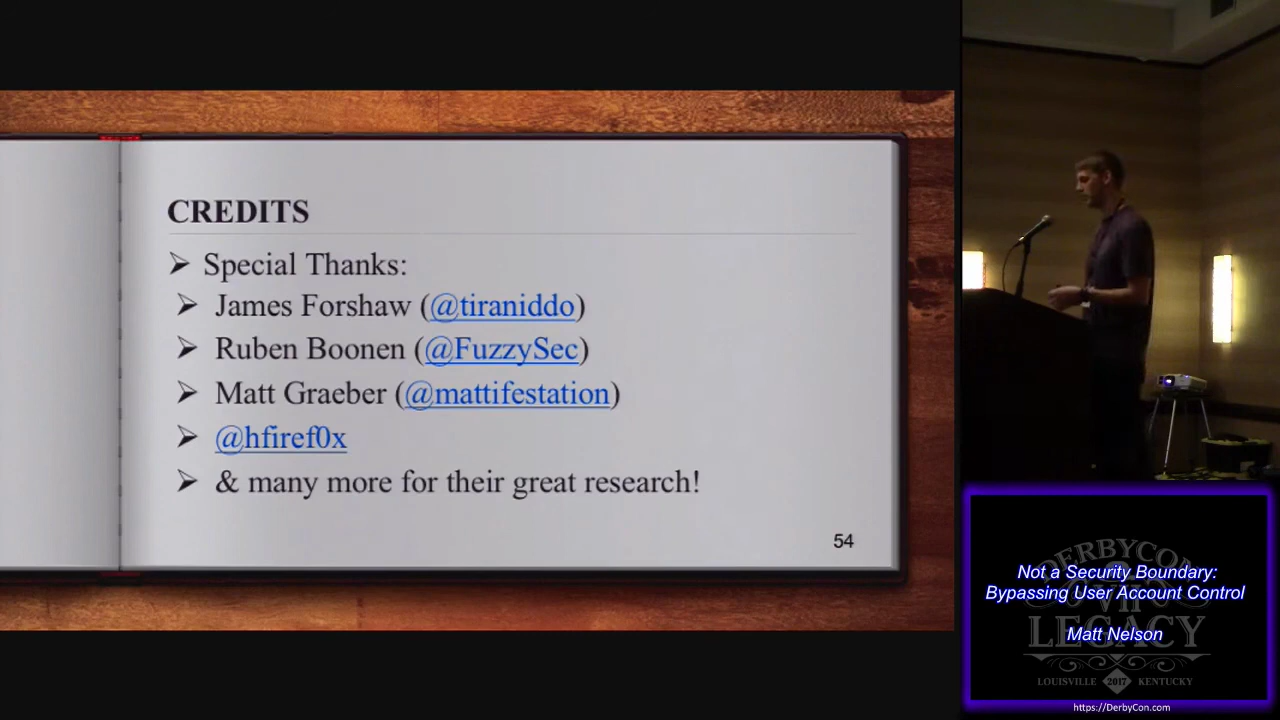 CREDITS
➢ Special Thanks:
➢ James Forshaw (@tiraniddo)
➢ Ruben Boonen (@FuzzySec)
➢ Matt Graeber (@mattifestation)
➢ @hfiref0x
➢ & many more for their great research!
54
DERBYCON
VII
LEGACY
LOUISVILLE 2017 KENTUCKY
Not a Security Boundary:
Bypassing User Account Control
Matt Nelson
https://DerbyCon.com